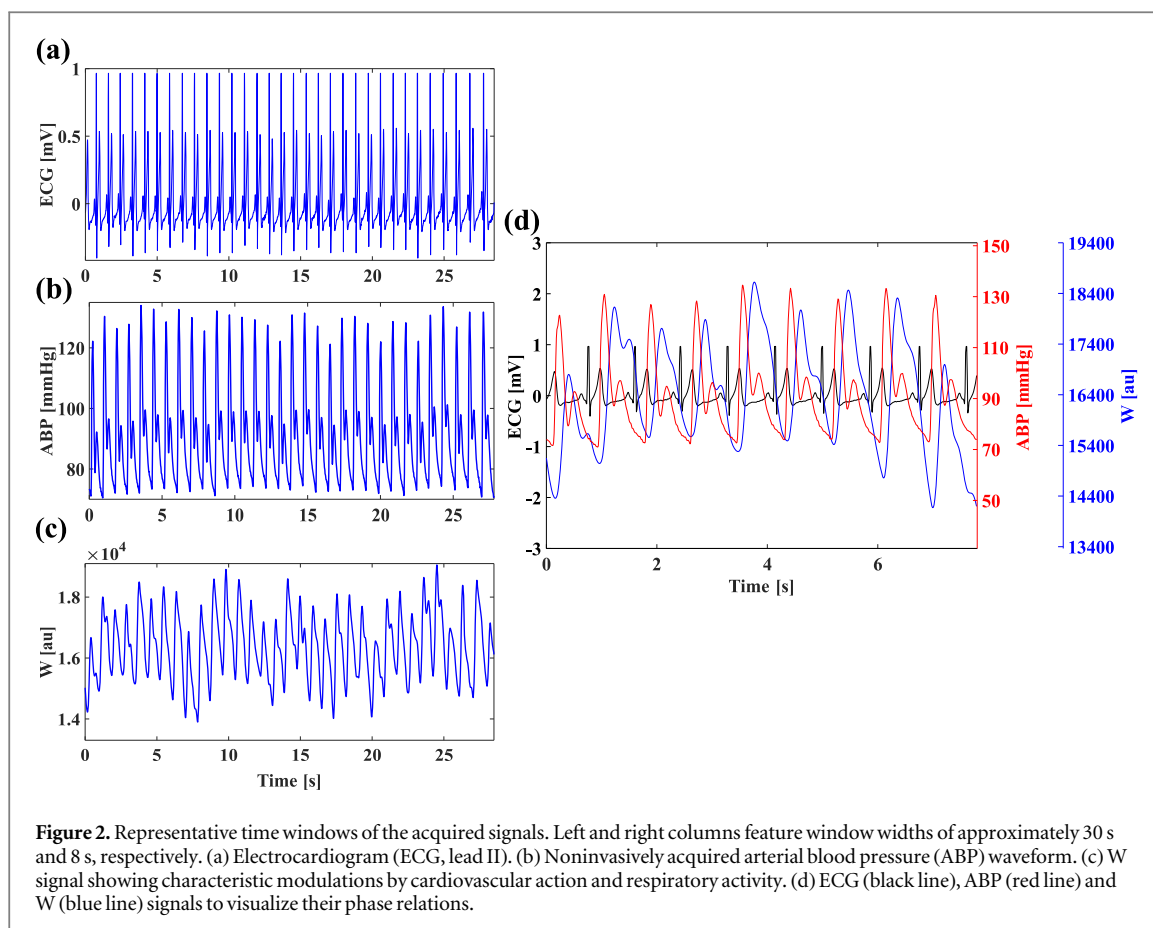 (a)
1
0.5
0
ECG [mV]
0 5 10 15 20 25
(b)
120
100
80
ABP [mmHg]
0 5 10 15 20 25
(c)
×10⁴
1.8
1.6
1.4
W [au]
0 5 10 15 20 25
Time [s]
(d)
3
2
1
0
-1
-2
-3
ECG [mV]
0 2 4 6
Time [s]
150
130
110
90
70
50
ABP [mmHg]
19400
18400
17400
16400
15400
14400
13400
W [au]
Figure 2. Representative time windows of the acquired signals. Left and right columns feature window widths of approximately 30 s
and 8 s, respectively. (a) Electrocardiogram (ECG, lead II). (b) Noninvasively acquired arterial blood pressure (ABP) waveform. (c) W
signal showing characteristic modulations by cardiovascular action and respiratory activity. (d) ECG (black line), ABP (red line) and
W (blue line) signals to visualize their phase relations.